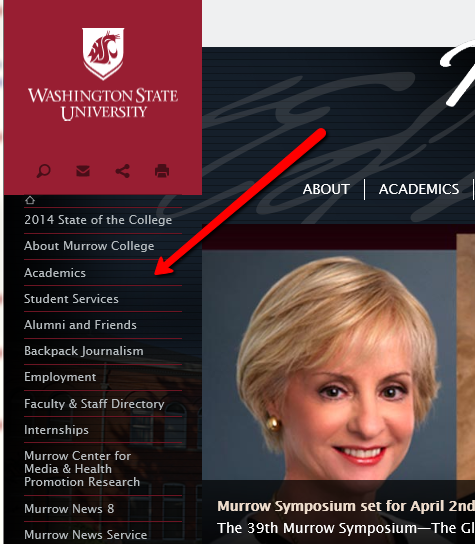 WASHINGTON STATE
UNIVERSITY
ABOUT
ACADEMICS
2014 State of the College
About Murrow College
Academics
Student Services
Alumni and Friends
Backpack Journalism
Employment
Faculty & Staff Directory
Internships
Murrow Center for
Media & Health
Promotion Research
Murrow News 8
Murrow News Service
Murrow Symposium set for April 2nd
The 39th Murrow Symposium—The Gl